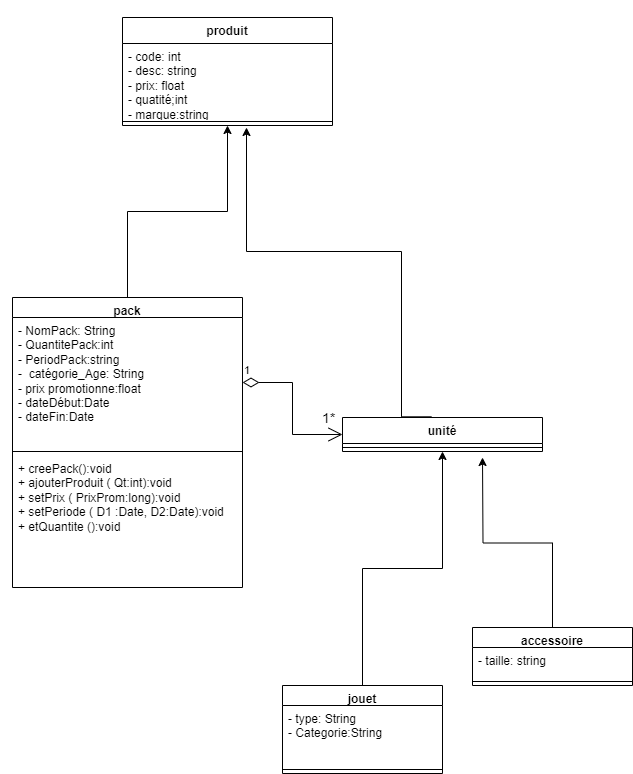 produit
- code: int
- desc: string
- prix: float
- quatité;int
- marque:string
pack
- NomPack: String
- QuantitePack:int
- PeriodPack:string
- catégorie_Age: String
- prix promotionne:float
- dateDébut:Date
- dateFin:Date
+ creePack():void
+ ajouterProduit ( Qt:int):void
+ setPrix ( PrixProm:long):void
+ setPeriode ( D1 :Date, D2:Date):void
+ etQuantite ():void
1
1*
unité
accessoire
- taille: string
jouet
- type: String
- Categorie:String